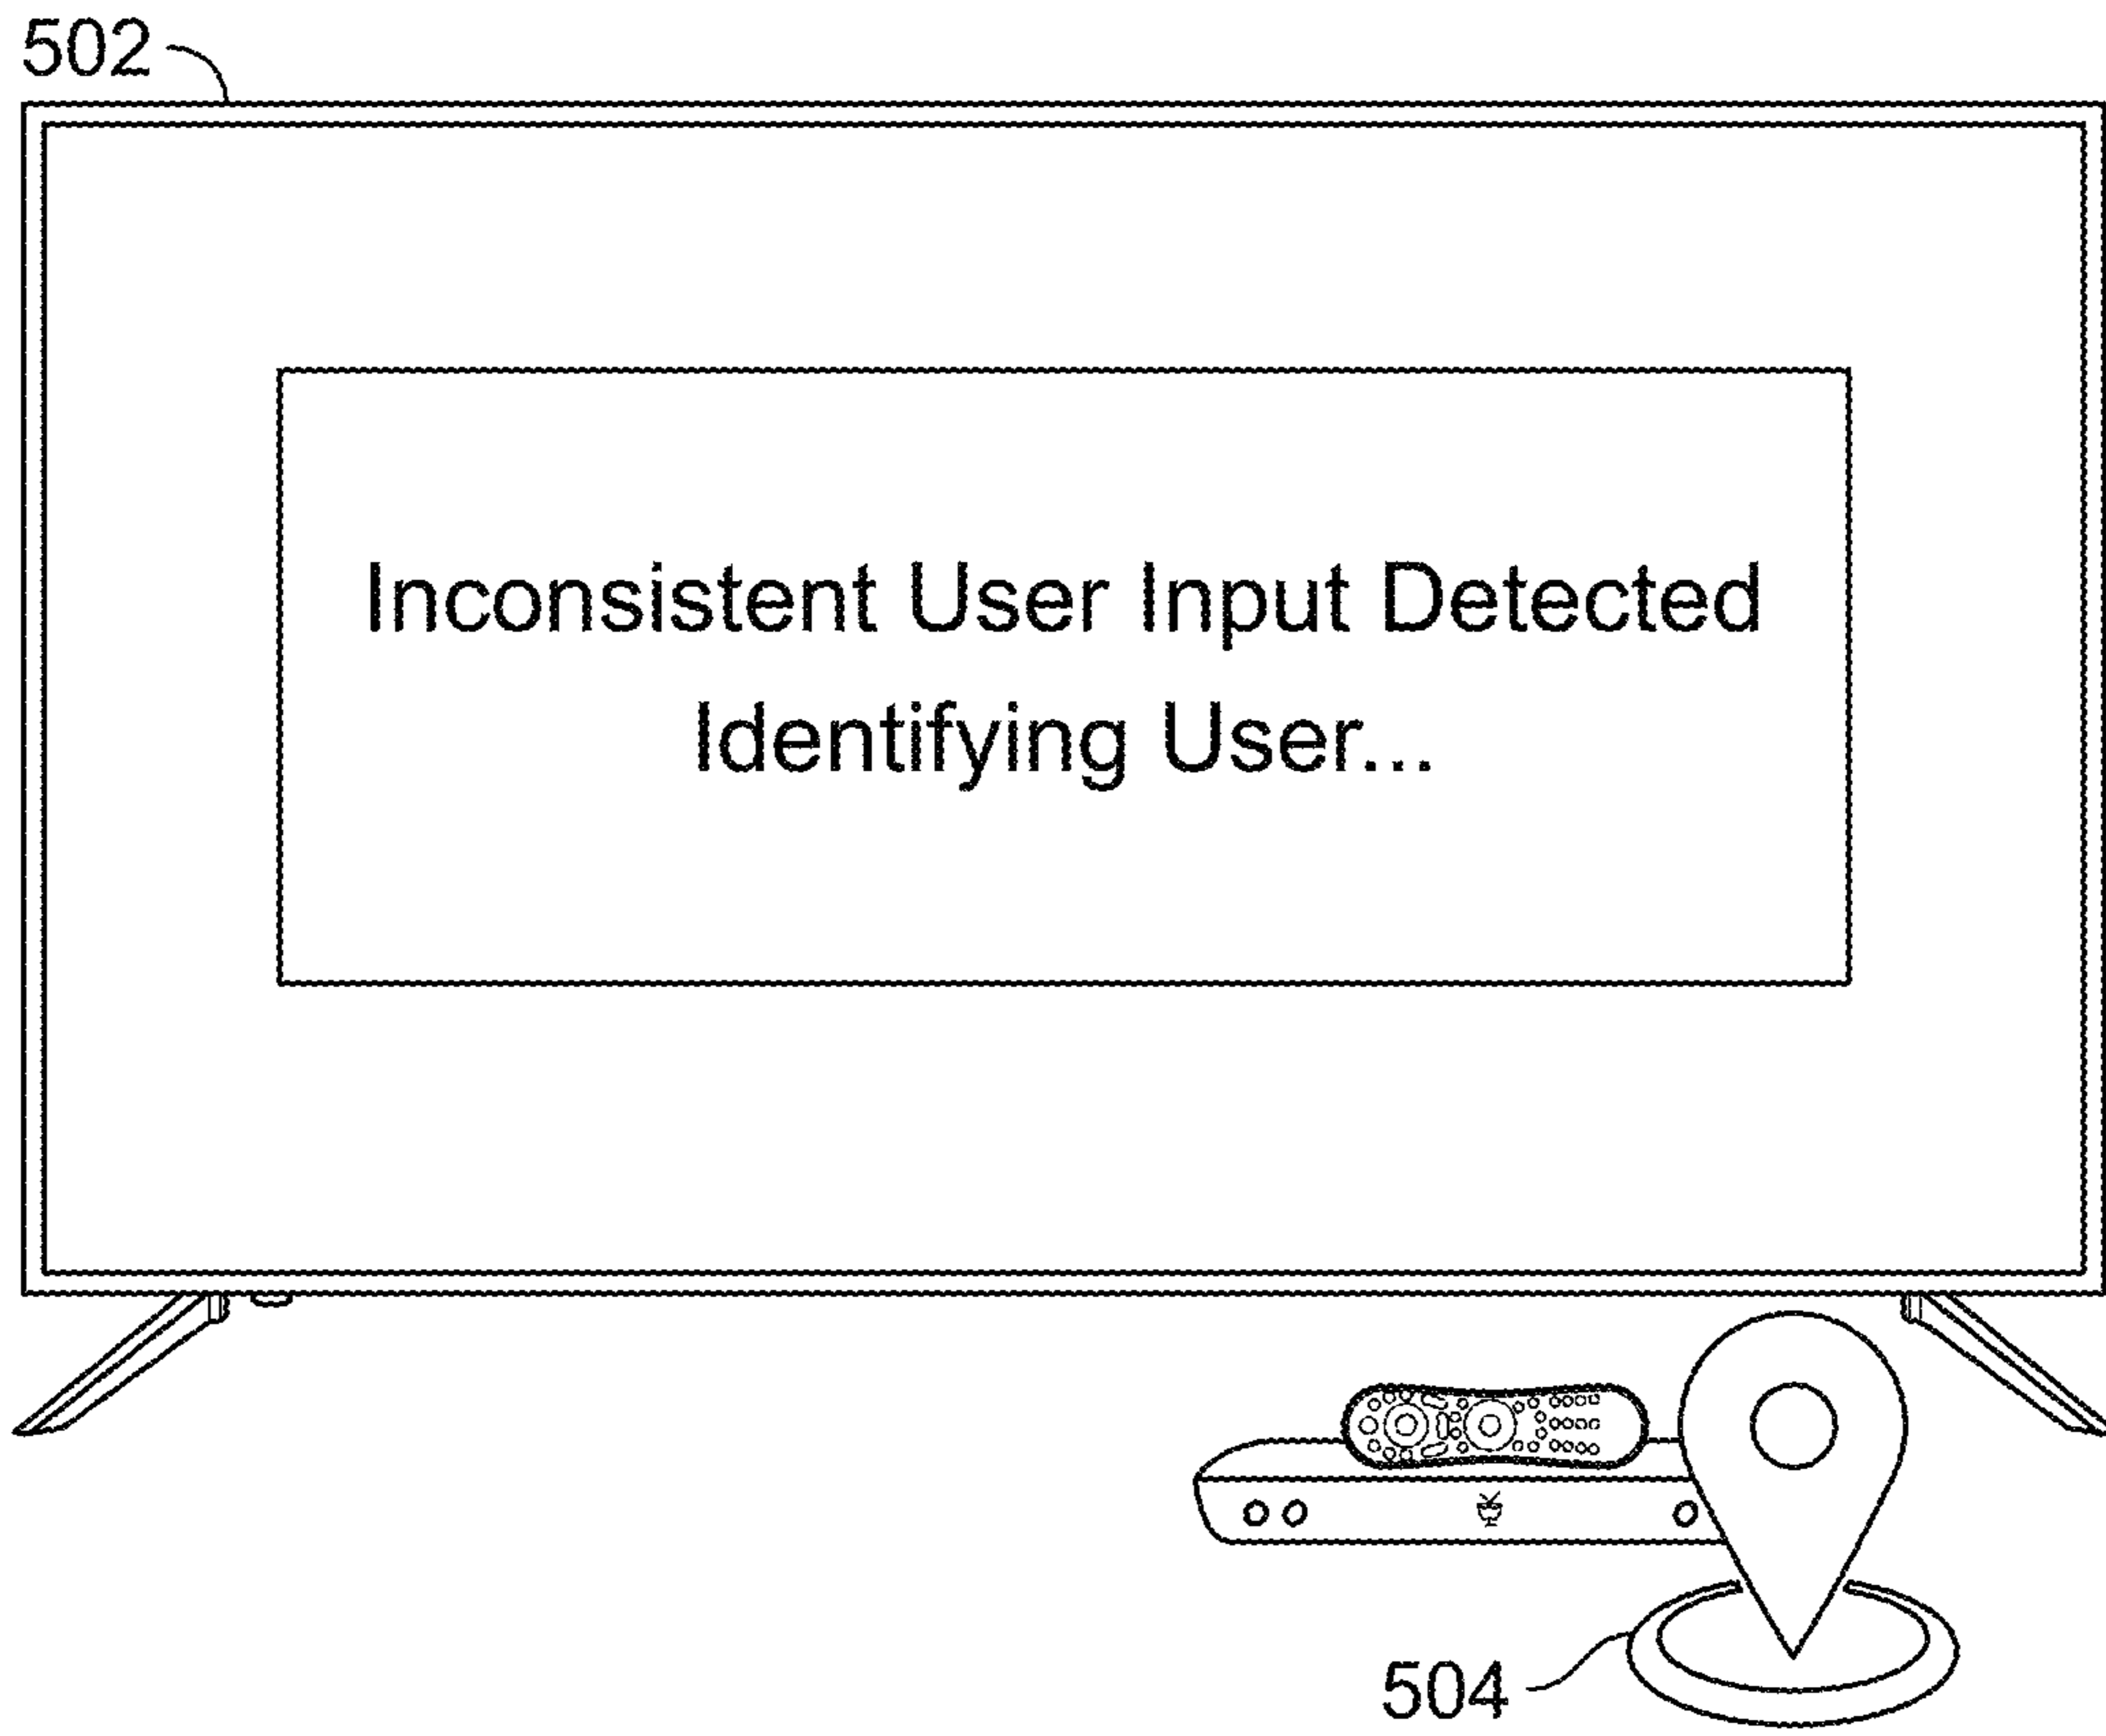 502
Inconsistent User Input Detected
Identifying User...
504